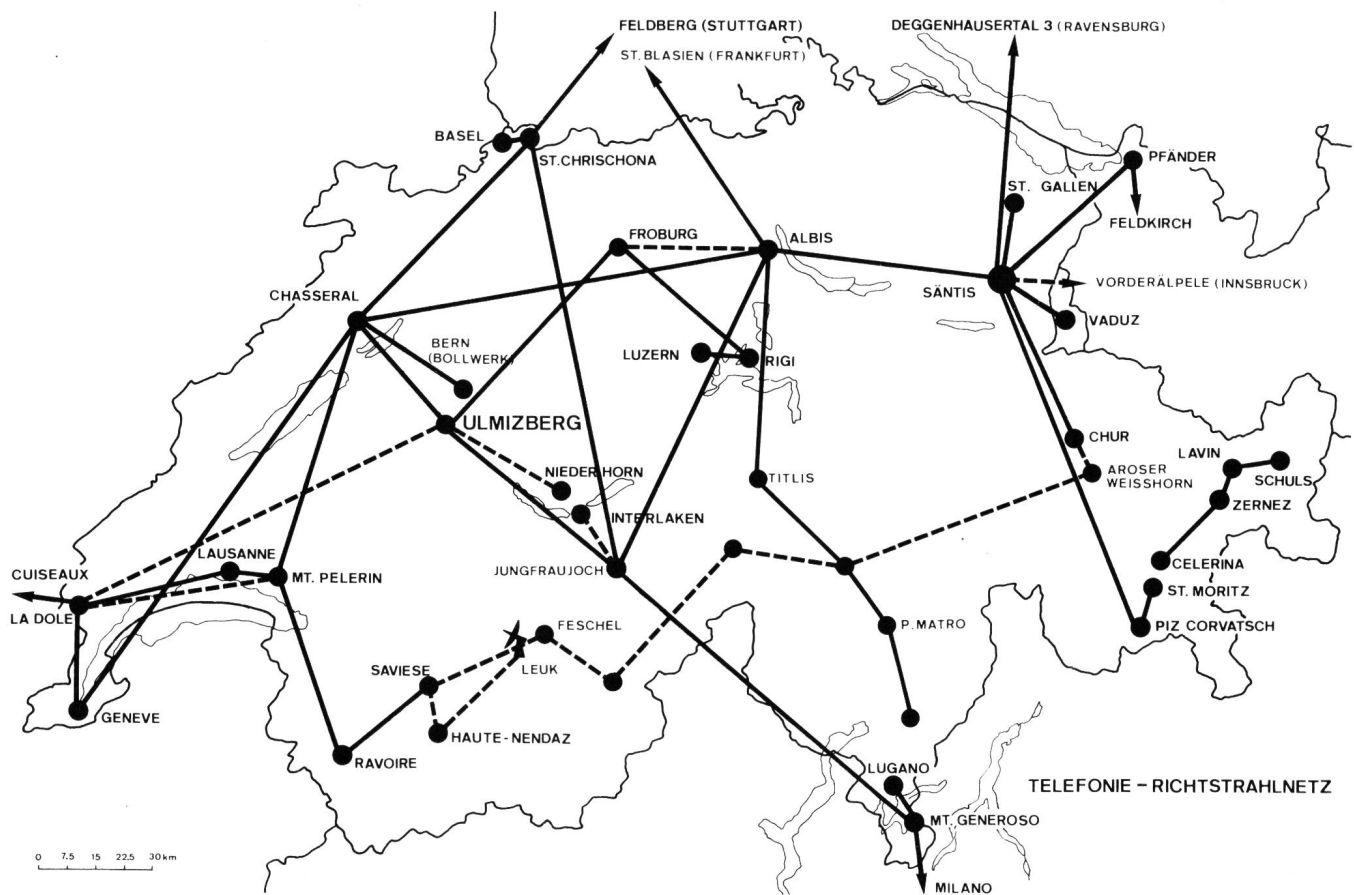 FELDBERG (STUTTGART)
DEGGENHAUSERTAL 3 (RAVENSBURG)
ST. BLASIEN (FRANKFURT)
BASEL
ST. CHRISCHONA
PFÄNDER
ST. GALLEN
FELDKIRCH
FROBURG
ALBIS
SÄNTIS
VORDERÄLPELE (INNSBRUCK)
CHASSERAL
VADUZ
BERN
(BOLLWERK)
LUZERN
RIGI
ULMIZBERG
CHUR
LAVIN
AROSER
WEISSHORN
SCHULS
NIEDERHORN
TITLIS
ZERNEZ
INTERLAKEN
LAUSANNE
CELERINA
CUISEAUX
MT. PELERIN
JUNGFRAUJOCH
ST. MORITZ
LA DOLE
PIZ CORVATSCH
FESCHEL
P. MATRO
SAVIESE
LEUK
GENEVE
HAUTE-NENDAZ
RAVOIRE
LUGANO
TELEFONIE – RICHTSTRAHLNETZ
MT. GENEROSO
0 7.5 15 22.5 30 km
MILANO